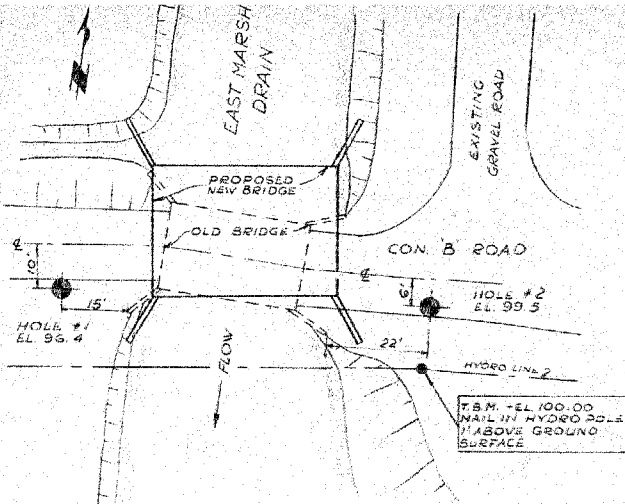 EAST MARSH
DRAIN
EXISTING
GRAVEL ROAD
PROPOSED
NEW BRIDGE
OLD BRIDGE
CON. 'B' ROAD
℄
10'
15'
HOLE #1
EL. 96.4
℄
6'
HOLE #2
EL. 99.5
22'
FLOW
HYDRO LINE
T.B.M. - EL. 100.00
NAIL IN HYDRO POLE
1' ABOVE GROUND
SURFACE